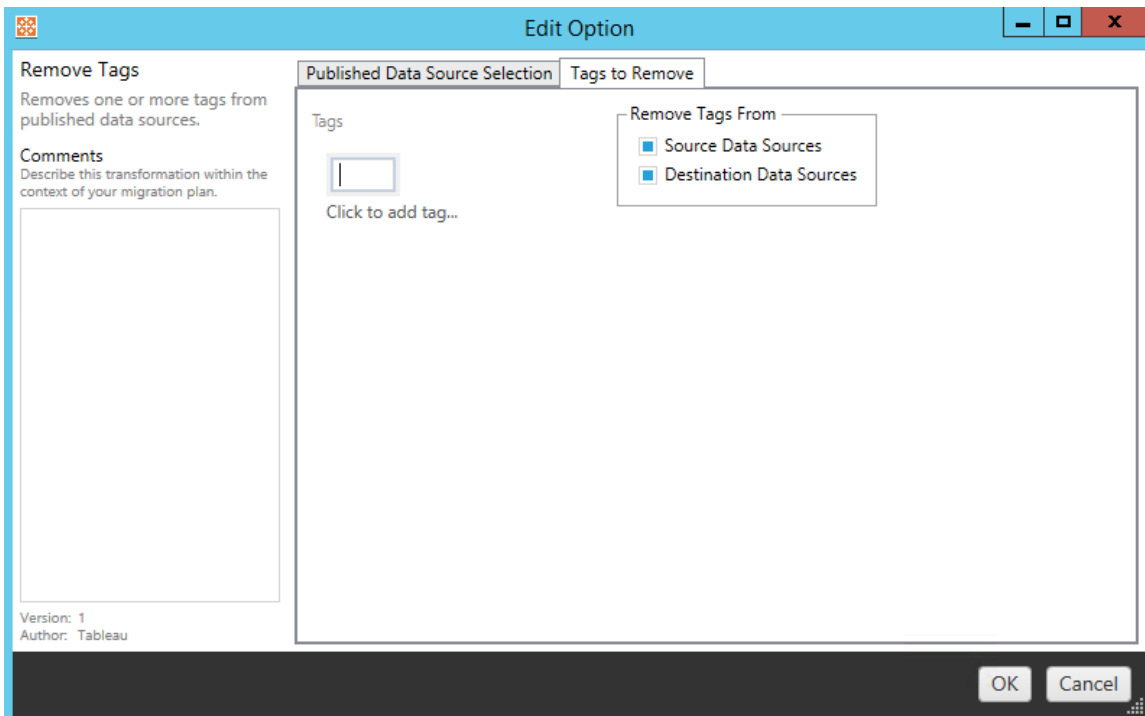 Edit Option
X
Remove Tags
Removes one or more tags from
published data sources.
Comments
Describe this transformation within the
context of your migration plan.
Version: 1
Author: Tableau
Published Data Source Selection
Tags to Remove
Tags
Click to add tag...
Remove Tags From
Source Data Sources
Destination Data Sources
OK
Cancel